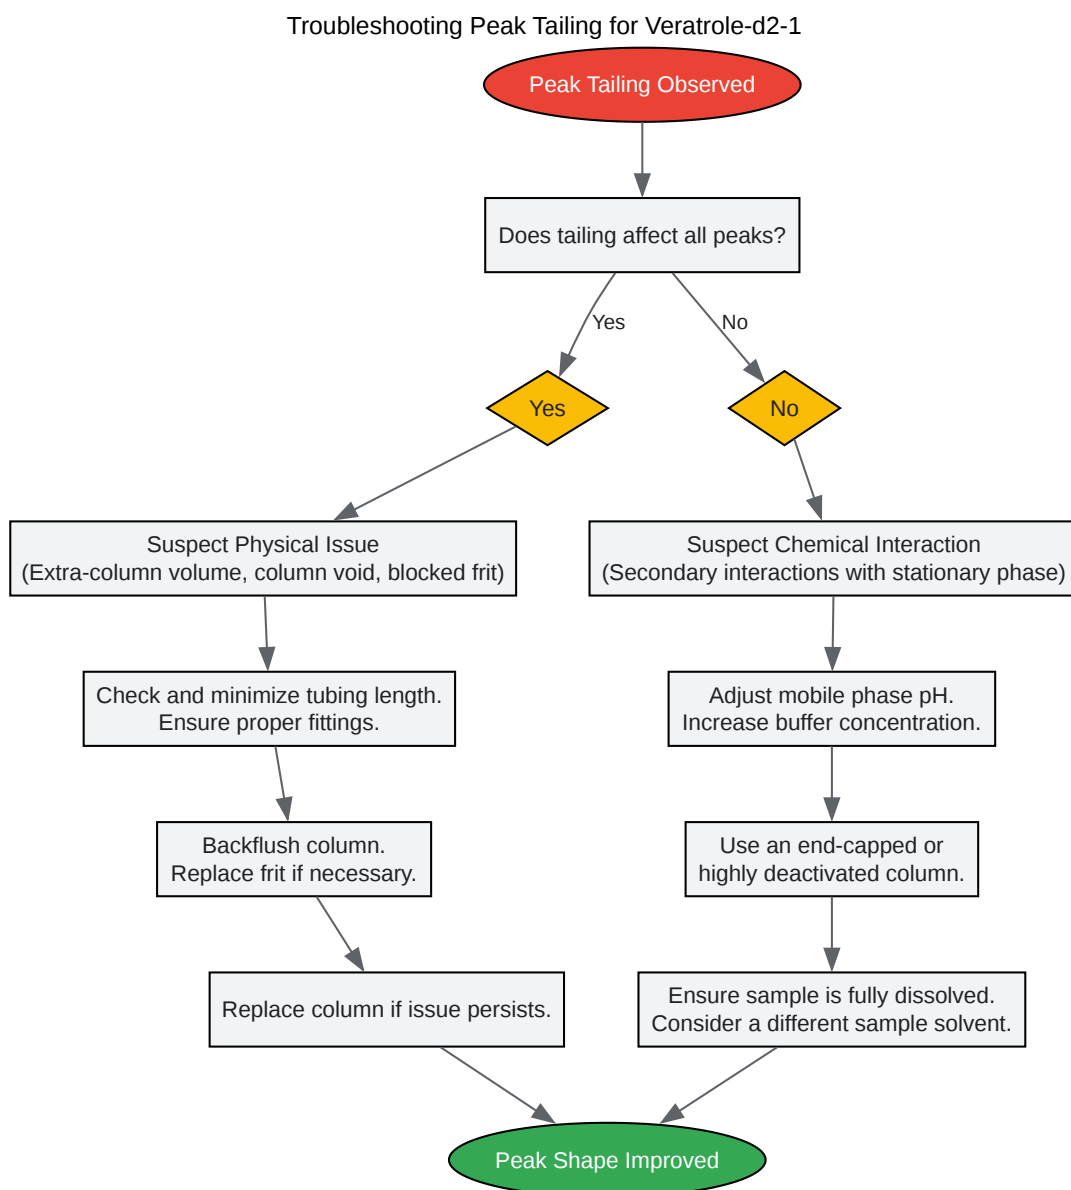 Troubleshooting Peak Tailing for Veratrole-d2-1
Peak Tailing Observed
Does tailing affect all peaks?
Yes
No
Yes
No
Suspect Physical Issue
(Extra-column volume, column void, blocked frit)
Suspect Chemical Interaction
(Secondary interactions with stationary phase)
Check and minimize tubing length.
Ensure proper fittings.
Adjust mobile phase pH.
Increase buffer concentration.
Backflush column.
Replace frit if necessary.
Use an end-capped or
highly deactivated column.
Replace column if issue persists.
Ensure sample is fully dissolved.
Consider a different sample solvent.
Peak Shape Improved